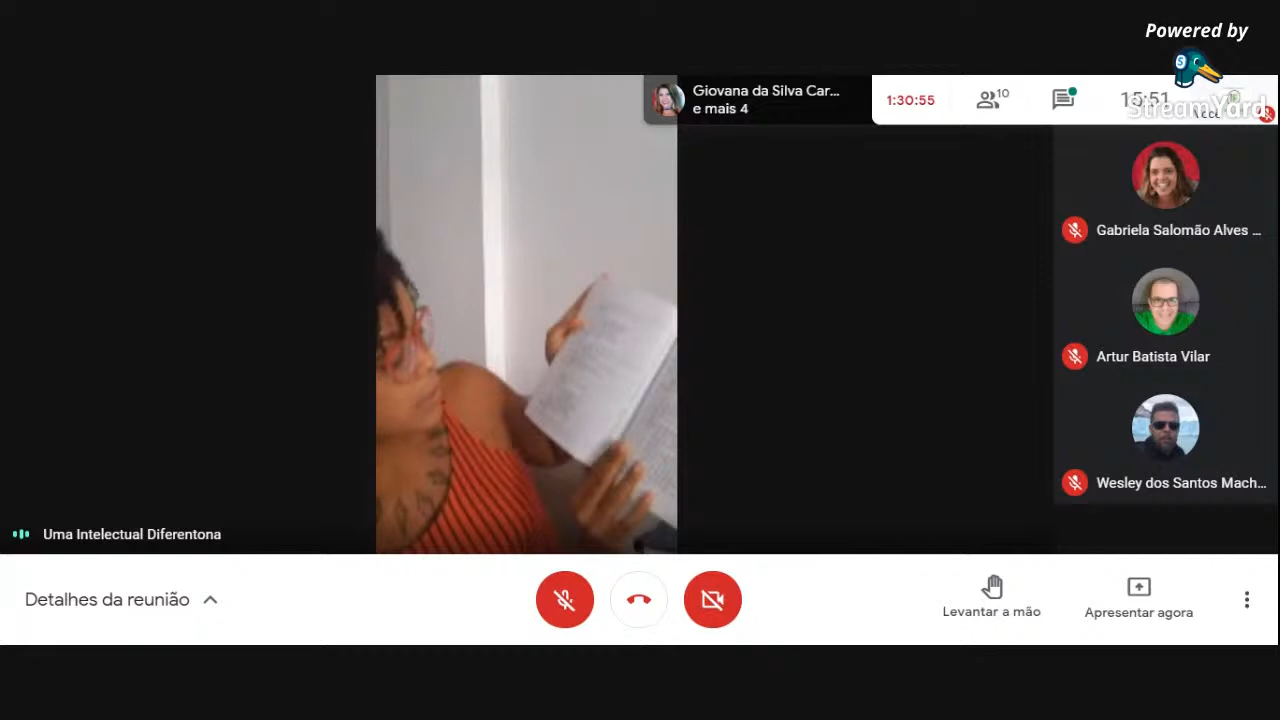 Powered by
StreamYard
Giovana da Silva Car...
e mais 4
1:30:55
10
15:51
Gabriela Salomão Alves ...
Artur Batista Vilar
Wesley dos Santos Mach...
Uma Intelectual Diferentona
Detalhes da reunião
Levantar a mão
Apresentar agora